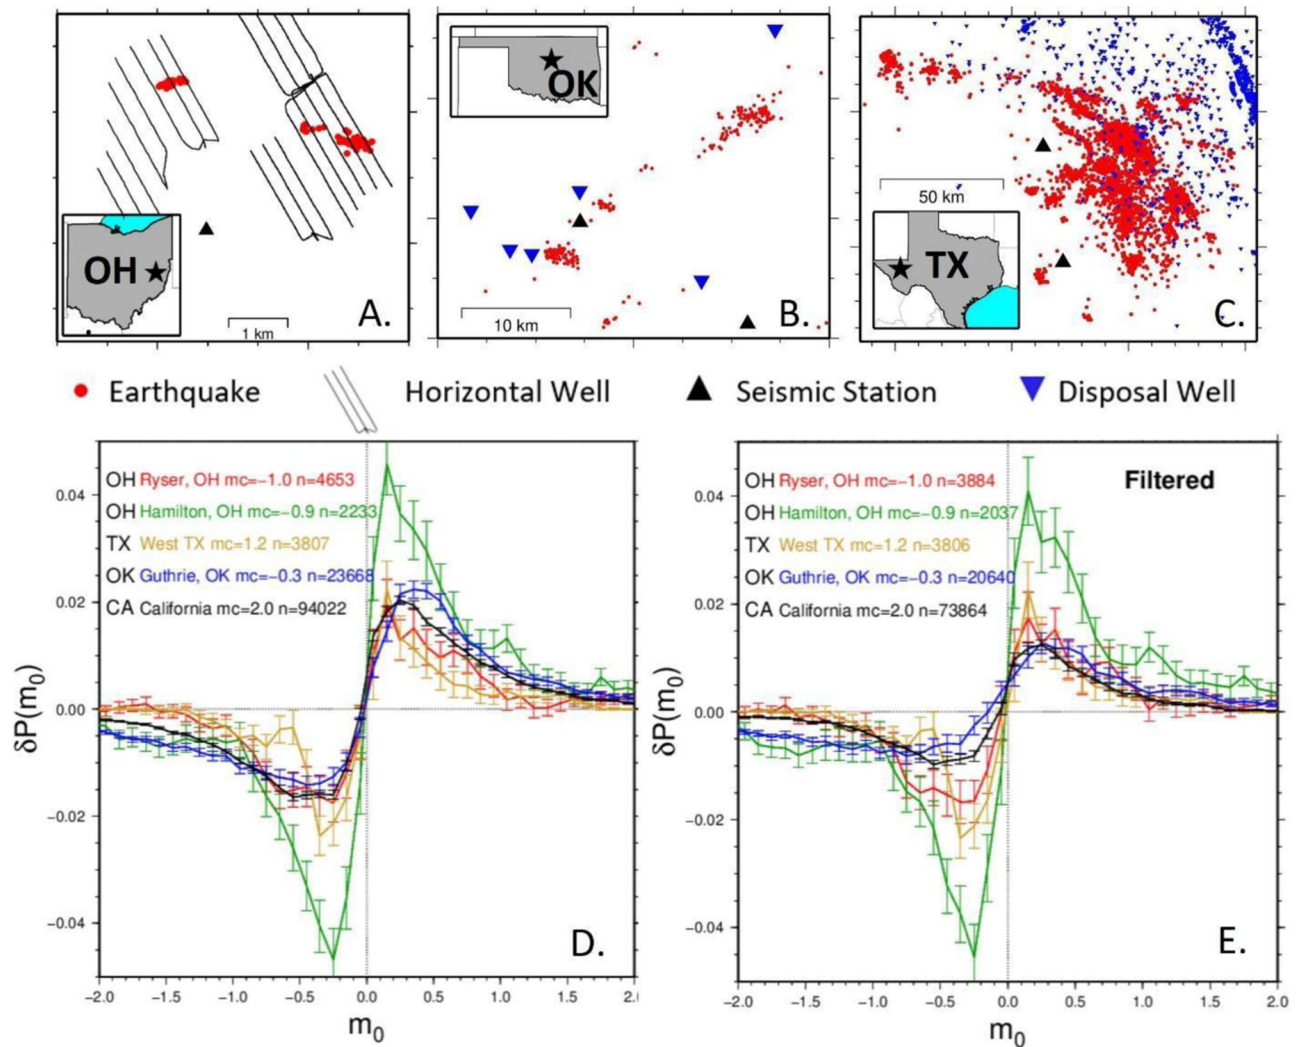 OH
1 km
A.
OK
10 km
B.
50 km
TX
C.
Earthquake
Horizontal Well
Seismic Station
Disposal Well
OH Ryser, OH mc=−1.0 n=4653
OH Hamilton, OH mc=−0.9 n=2233
TX West TX mc=1.2 n=3807
OK Guthrie, OK mc=−0.3 n=23668
CA California mc=2.0 n=94022
0.04
0.02
0.00
−0.02
−0.04
δP(m0)
D.
−2.0 −1.5 −1.0 −0.5 0.0 0.5 1.0 1.5 2.0
m0
Filtered
OH Ryser, OH mc=−1.0 n=3884
OH Hamilton, OH mc=−0.9 n=2037
TX West TX mc=1.2 n=3806
OK Guthrie, OK mc=−0.3 n=20640
CA California mc=2.0 n=73864
0.04
0.02
0.00
−0.02
−0.04
δP(m0)
E.
−2.0 −1.5 −1.0 −0.5 0.0 0.5 1.0 1.5 2.0
m0